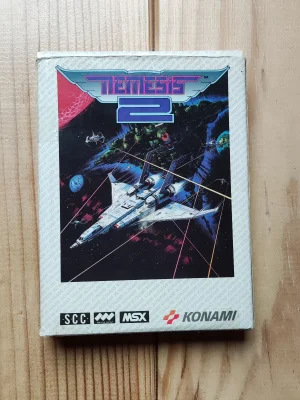 NEMESIS
2
SCC MSX KONAMI